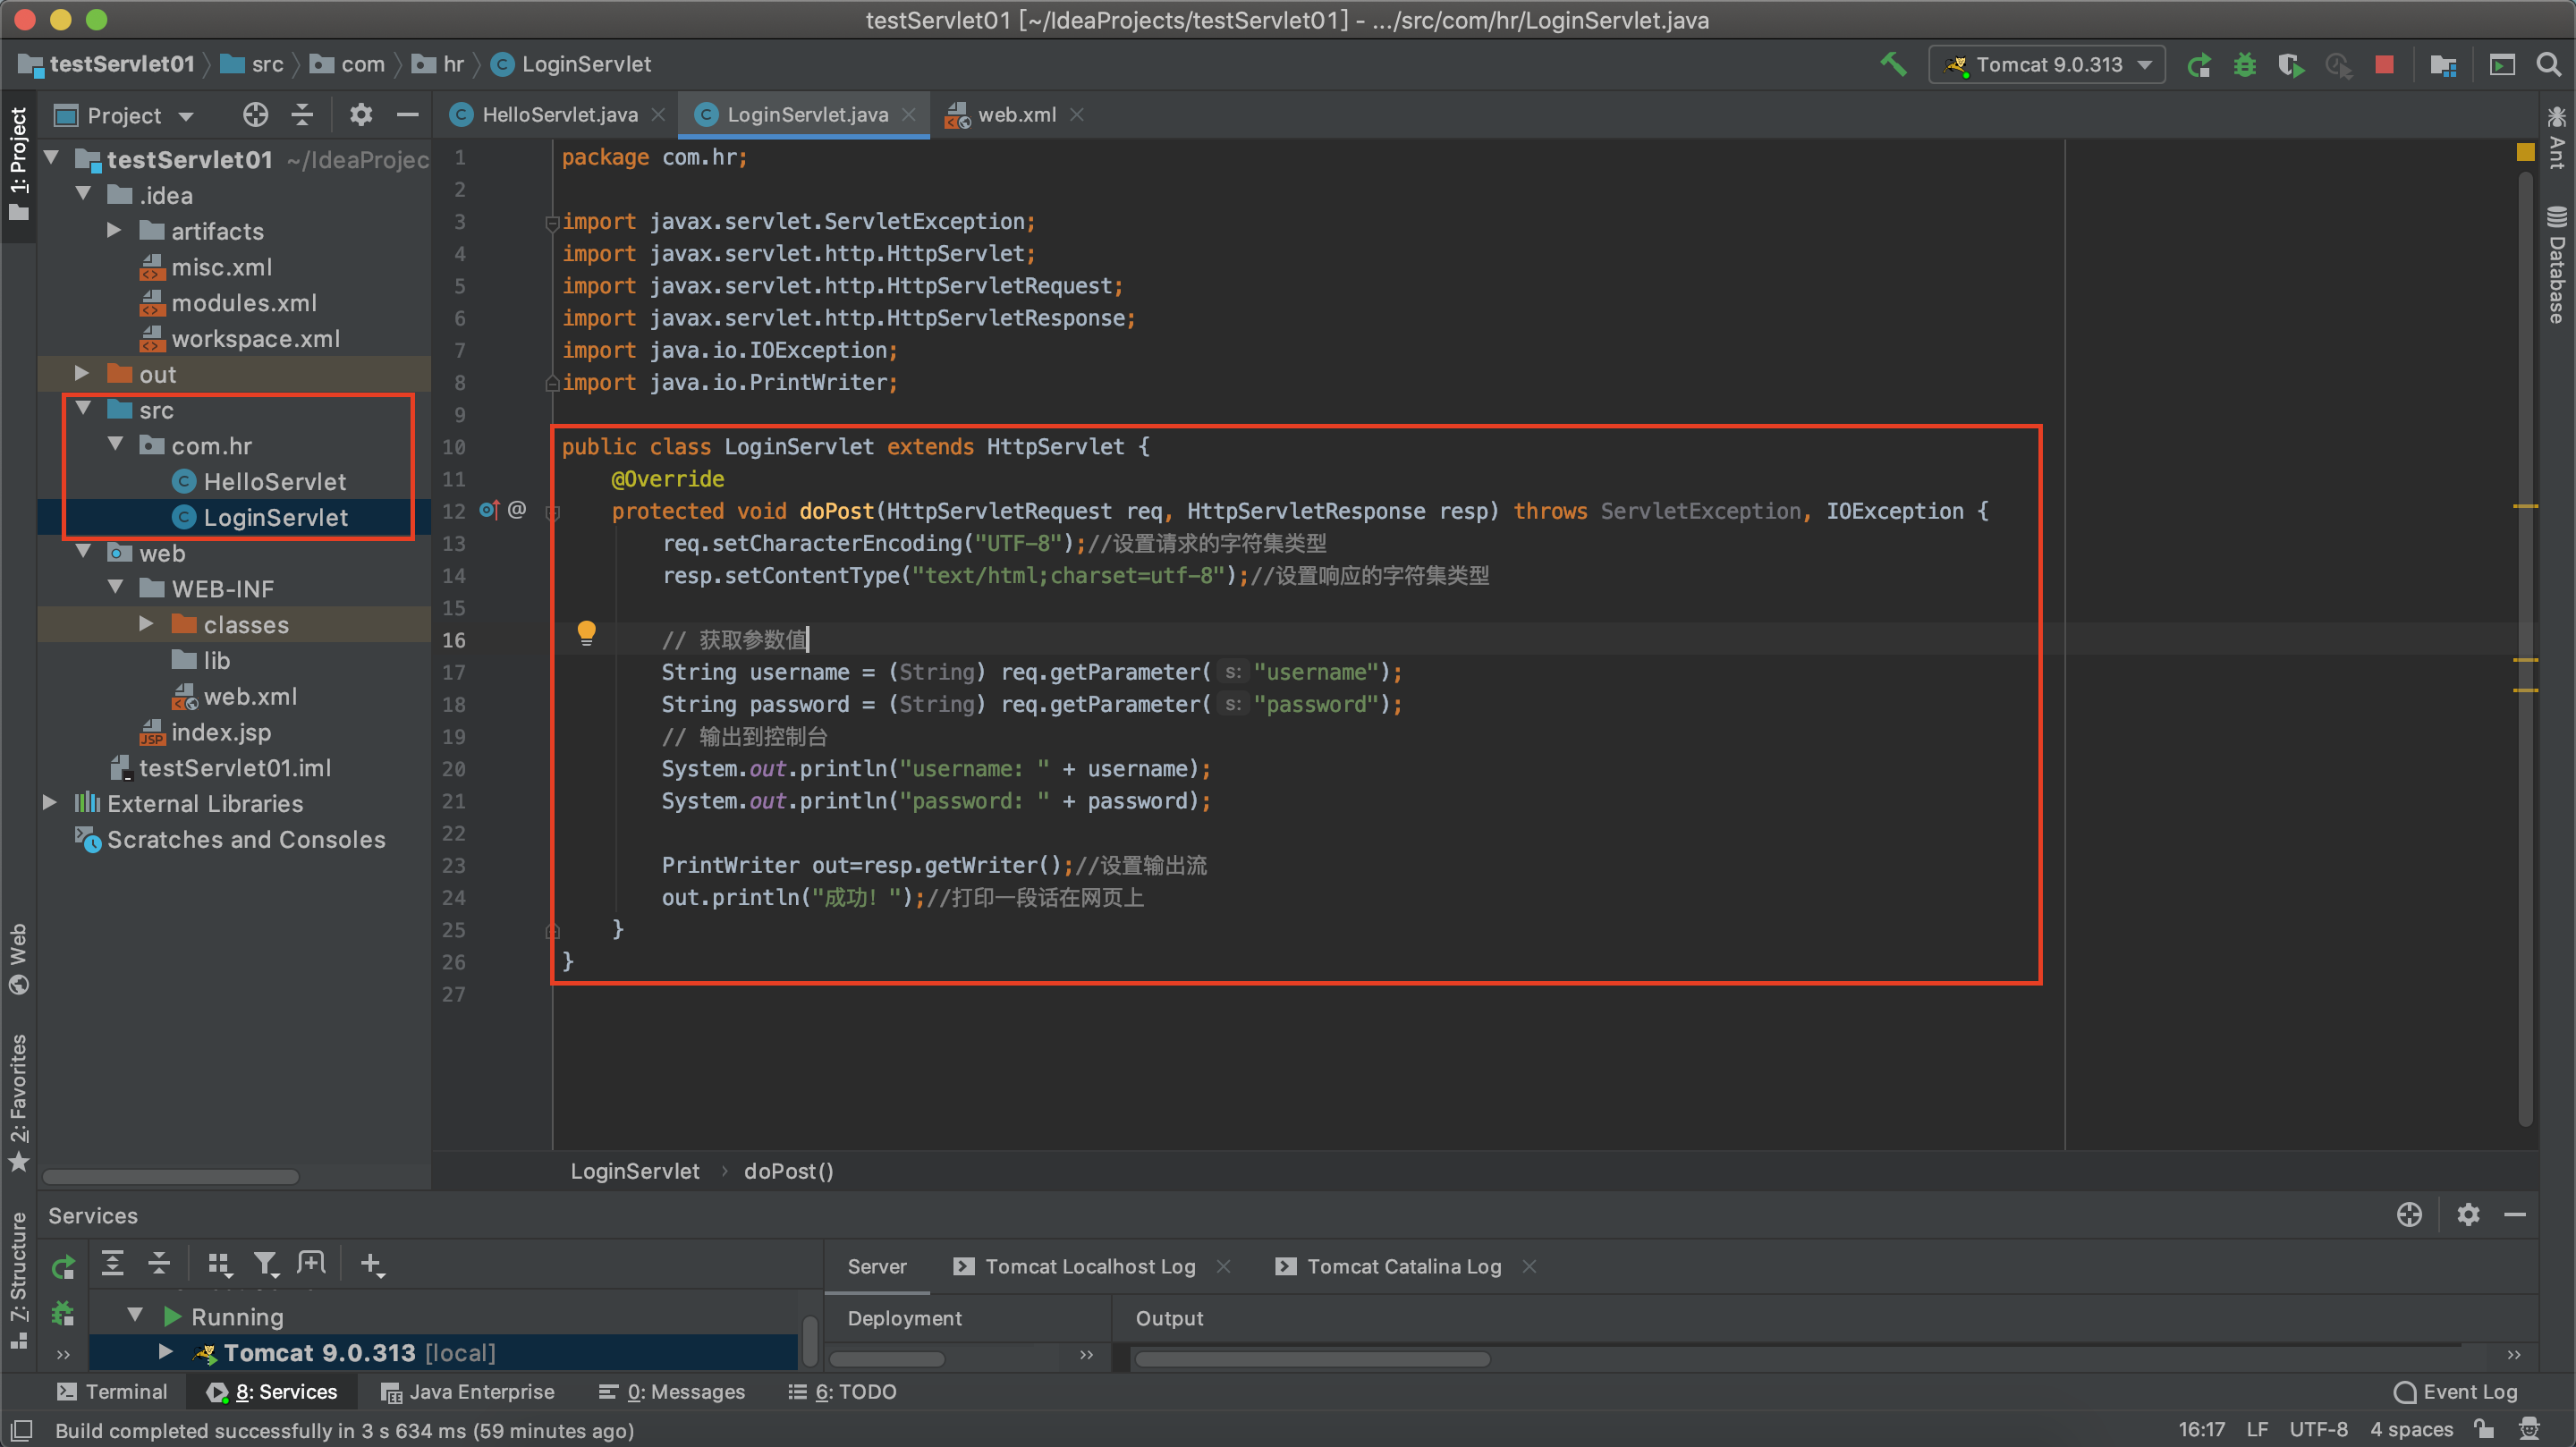 testServlet01 [~/IdeaProjects/testServlet01] - .../src/com/hr/LoginServlet.java
testServlet01 src com hr LoginServlet
Tomcat 9.0.313
1: Project
Project
HelloServlet.java LoginServlet.java web.xml
Ant
Database
testServlet01 ~/IdeaProjec
.idea
artifacts
misc.xml
modules.xml
workspace.xml
out
src
com.hr
HelloServlet
LoginServlet
web
WEB-INF
classes
lib
web.xml
index.jsp
testServlet01.iml
External Libraries
Scratches and Consoles
1 package com.hr;
2
3 import javax.servlet.ServletException;
4 import javax.servlet.http.HttpServlet;
5 import javax.servlet.http.HttpServletRequest;
6 import javax.servlet.http.HttpServletResponse;
7 import java.io.IOException;
8 import java.io.PrintWriter;
9
10 public class LoginServlet extends HttpServlet {
11 @Override
12 @ protected void doPost(HttpServletRequest req, HttpServletResponse resp) throws ServletException, IOException {
13 req.setCharacterEncoding("UTF-8");//设置请求的字符集类型
14 resp.setContentType("text/html;charset=utf-8");//设置响应的字符集类型
15
16 // 获取参数值
17 String username = (String) req.getParameter( s: "username");
18 String password = (String) req.getParameter( s: "password");
19 // 输出到控制台
20 System.out.println("username: " + username);
21 System.out.println("password: " + password);
22
23 PrintWriter out=resp.getWriter();//设置输出流
24 out.println("成功！");//打印一段话在网页上
25 }
26 }
27
LoginServlet › doPost()
Web
2: Favorites
Z: Structure
Services
Server Tomcat Localhost Log Tomcat Catalina Log
Running
Deployment Output
Tomcat 9.0.313 [local]
Terminal 8: Services Java Enterprise 0: Messages 6: TODO Event Log
Build completed successfully in 3 s 634 ms (59 minutes ago) 16:17 LF UTF-8 4 spaces